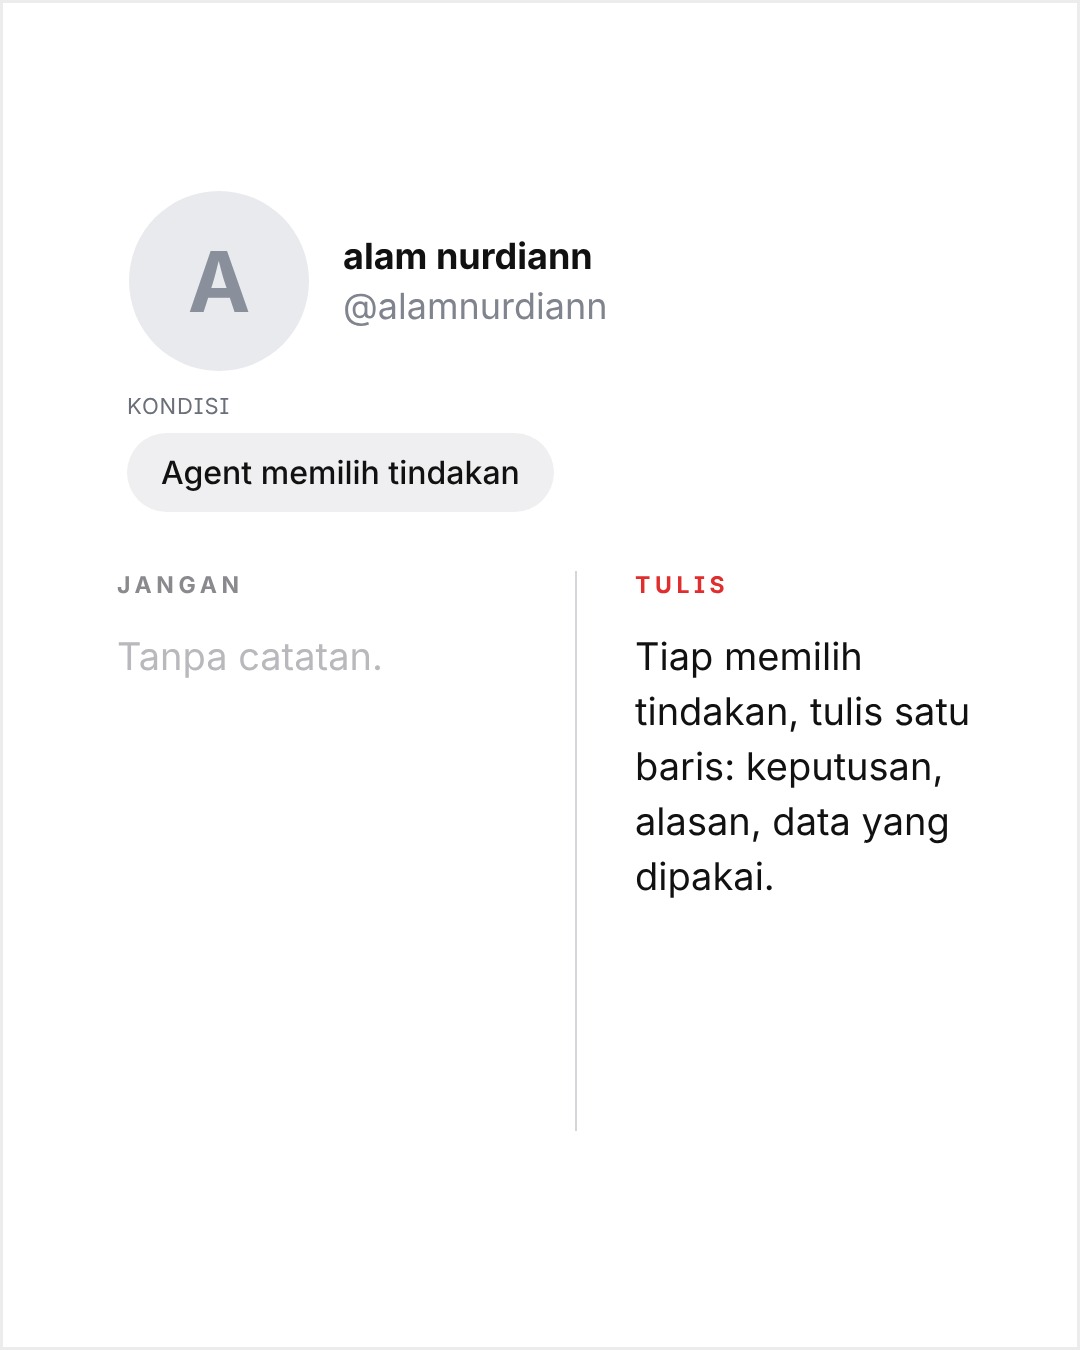 A
alam nurdiann
@alamnurdiann
KONDISI
Agent memilih tindakan
JANGAN
Tanpa catatan.
TULIS
Tiap memilih
tindakan, tulis satu
baris: keputusan,
alasan, data yang
dipakai.